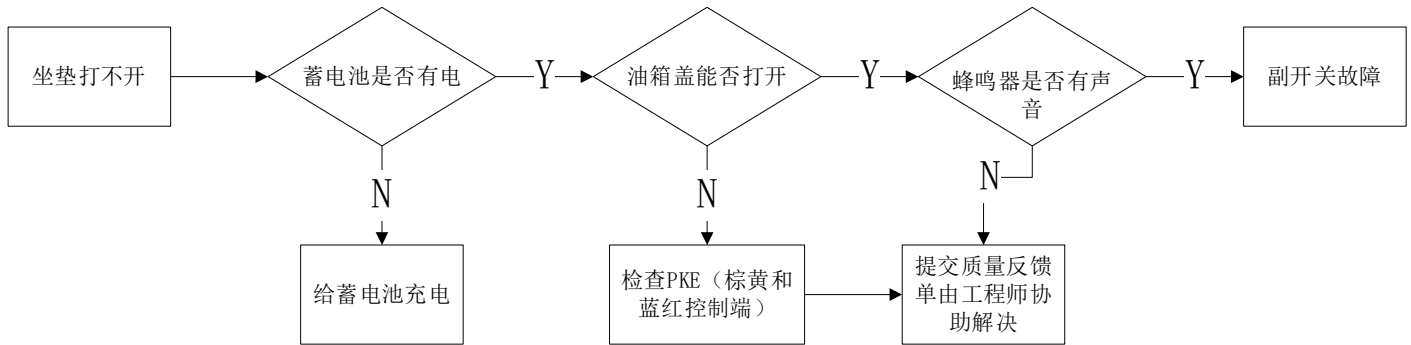 坐垫打不开
蓄电池是否有电
Y
油箱盖能否打开
Y
蜂鸣器是否有声
音
Y
副开关故障
N
N
N
给蓄电池充电
检查PKE（棕黄和
蓝红控制端）
提交质量反馈
单由工程师协
助解决